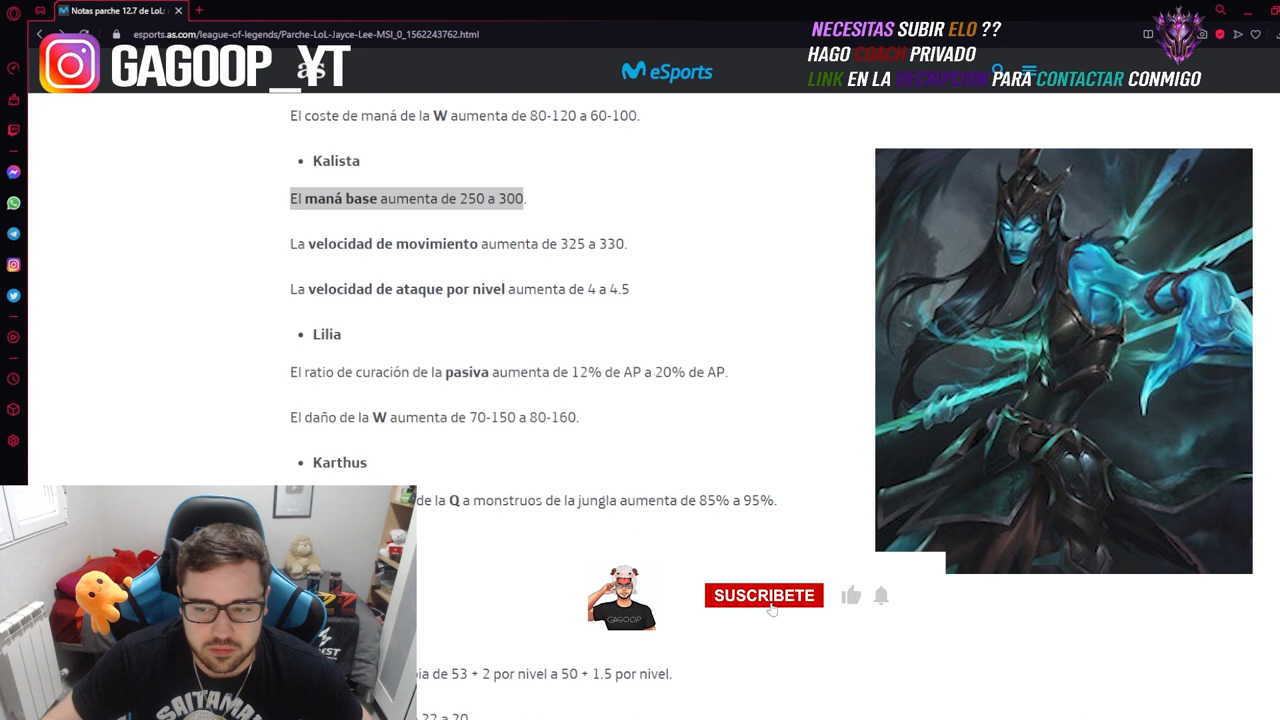 Notas parche 12.7 de LoL:
esports.as.com/league-of-legends/Parche-LoL-Jayce-Lee-MSI_0_1562243762.html
NECESITAS SUBIR ELO ??
HAGO COACH PRIVADO
LINK EN LA DESCRIPCION PARA CONTACTAR CONMIGO
GAGOOP_YT
as
eSports
El coste de maná de la W aumenta de 80-120 a 60-100.
• Kalista
El maná base aumenta de 250 a 300.
La velocidad de movimiento aumenta de 325 a 330.
La velocidad de ataque por nivel aumenta de 4 a 4.5
• Lilia
El ratio de curación de la pasiva aumenta de 12% de AP a 20% de AP.
El daño de la W aumenta de 70-150 a 80-160.
• Karthus
de la Q a monstruos de la jungla aumenta de 85% a 95%.
GAGOOP
SUSCRIBETE
de 53 + 2 por nivel a 50 + 1.5 por nivel.
22 a 20
SAITAMA